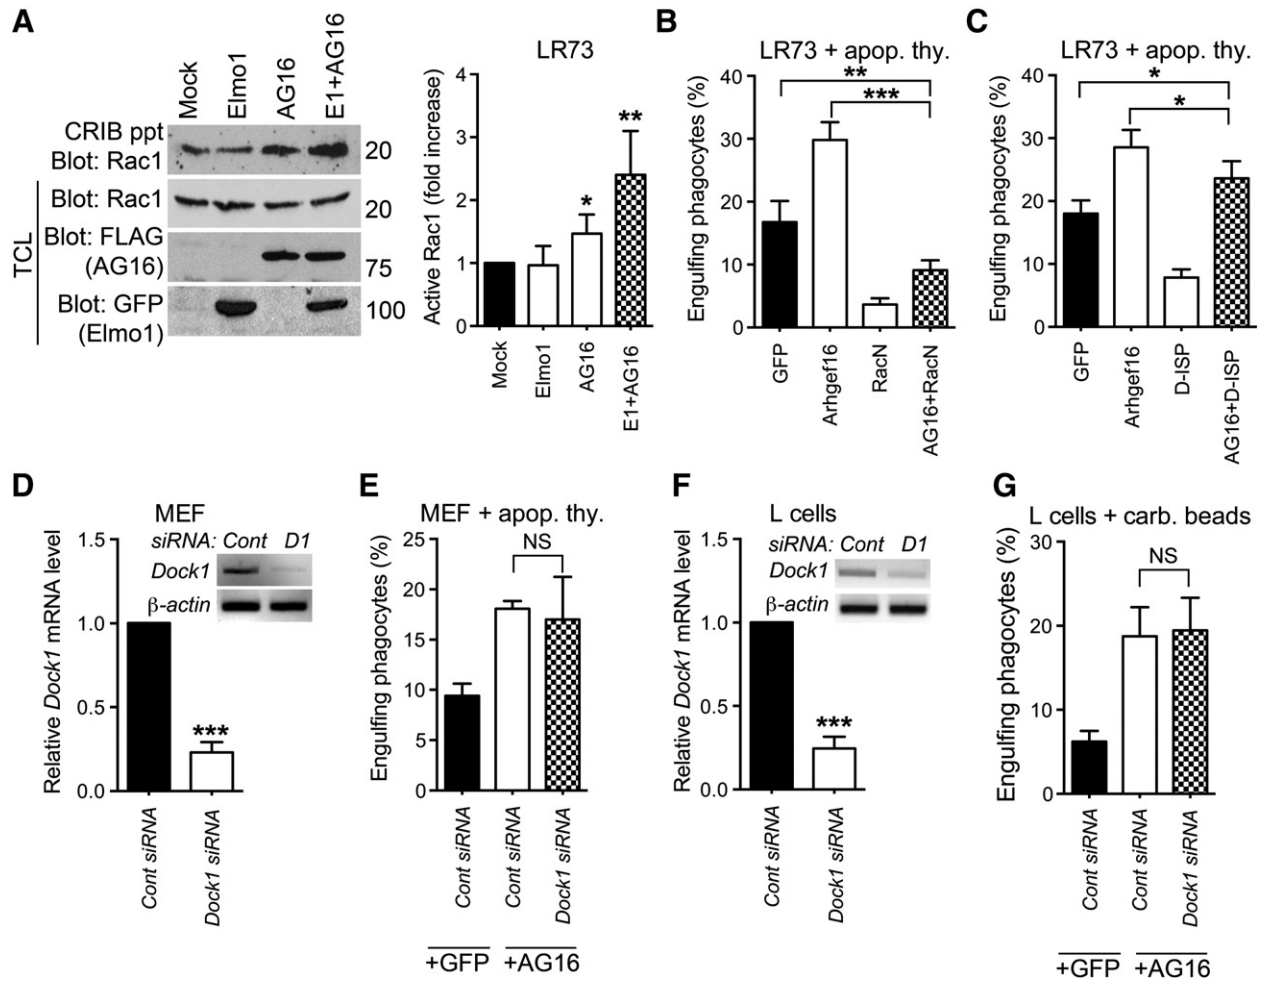 A
Mock
Elmo1
AG16
E1+AG16
CRIB ppt
Blot: Rac1
20
TCL
Blot: Rac1
20
Blot: FLAG
(AG16)
75
Blot: GFP
(Elmo1)
100
LR73
Active Rac1 (fold increase)
4
3
2
1
0
*
**
Mock
Elmo1
AG16
E1+AG16
B
LR73 + apop. thy.
Engulfing phagocytes (%)
40
30
20
10
0
**
***
GFP
Arhgef16
RacN
AG16+RacN
C
LR73 + apop. thy.
Engulfing phagocytes (%)
40
30
20
10
0
*
*
GFP
Arhgef16
D-ISP
AG16+D-ISP
D
MEF
Relative Dock1 mRNA level
1.5
1.0
0.5
0.0
siRNA: Cont D1
Dock1
β-actin
***
Cont siRNA
Dock1 siRNA
E
MEF + apop. thy.
Engulfing phagocytes (%)
25
20
15
10
5
0
NS
Cont siRNA
Cont siRNA
Dock1 siRNA
+GFP
+AG16
F
L cells
Relative Dock1 mRNA level
1.5
1.0
0.5
0.0
siRNA: Cont D1
Dock1
β-actin
***
Cont siRNA
Dock1 siRNA
G
L cells + carb. beads
Engulfing phagocytes (%)
30
20
10
0
NS
Cont siRNA
Cont siRNA
Dock1 siRNA
+GFP
+AG16